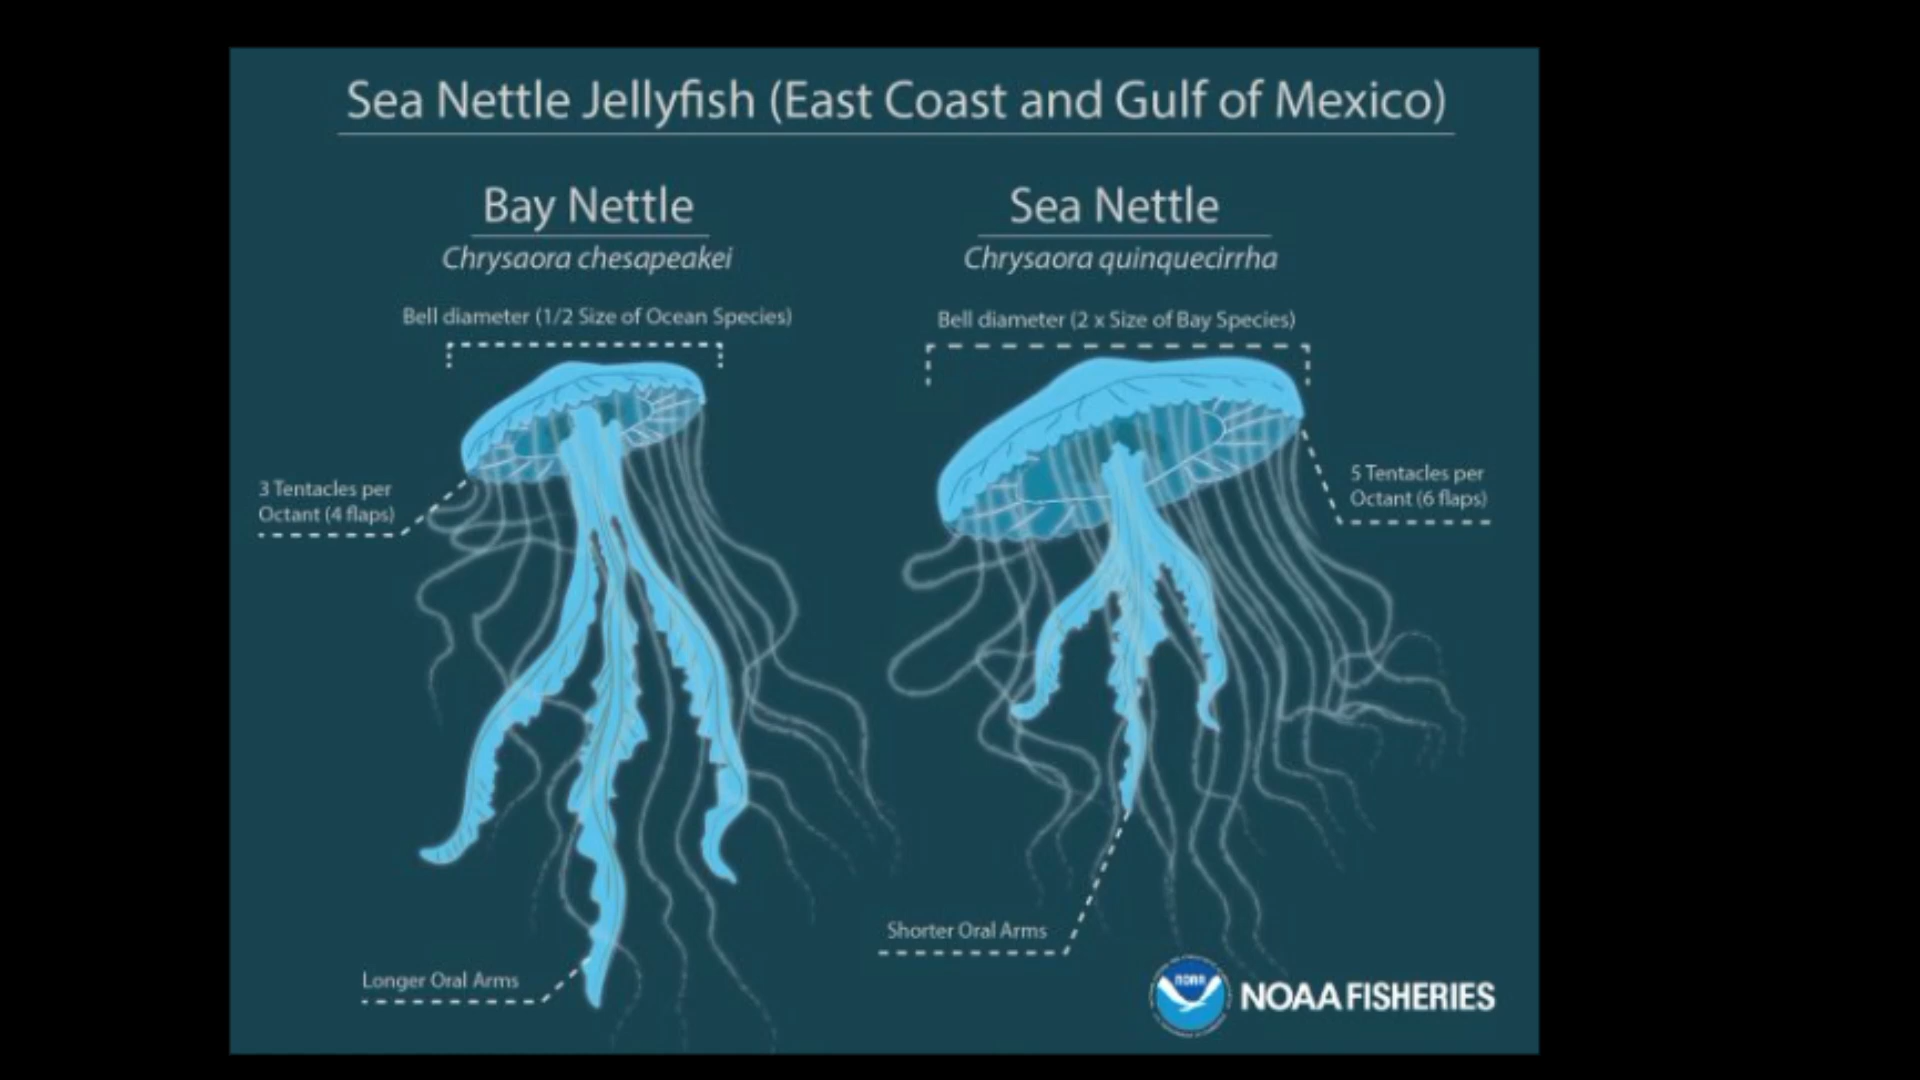 Sea Nettle Jellyfish (East Coast and Gulf of Mexico)
Bay Nettle
Chrysaora chesapeakei
Bell diameter (1/2 Size of Ocean Species)
3 Tentacles per
Octant (4 flaps)
Longer Oral Arms
Sea Nettle
Chrysaora quinquecirrha
Bell diameter (2 x Size of Bay Species)
5 Tentacles per
Octant (6 flaps)
Shorter Oral Arms
NOAA
NOAA FISHERIES